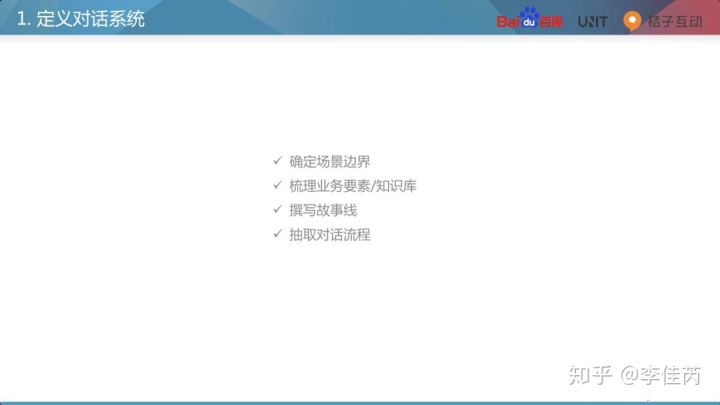 1. 定义对话系统
Baidu百度 UNIT 桔子互动
✓ 确定场景边界
✓ 梳理业务要素/知识库
✓ 撰写故事线
✓ 抽取对话流程
知乎 @李佳芮